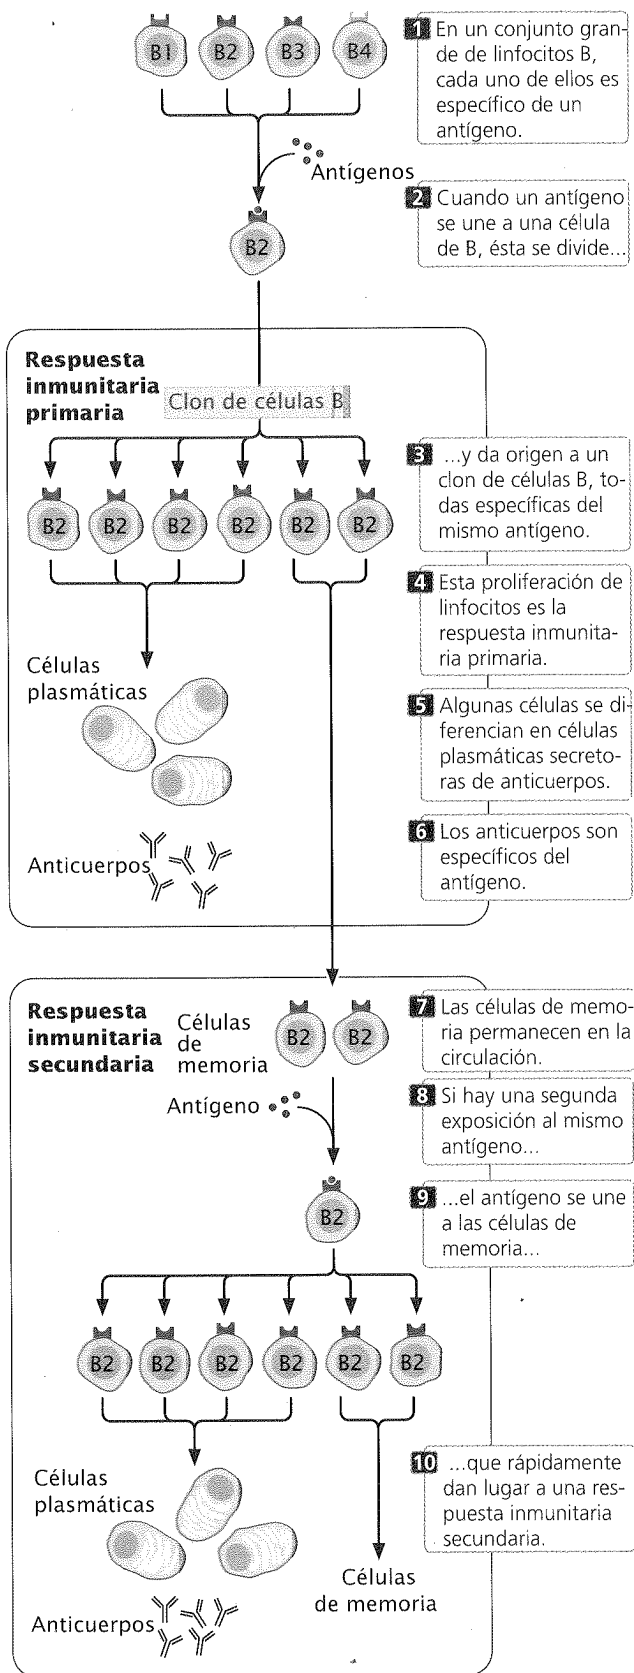 B1 B2 B3 B4
1 En un conjunto gran-
de de linfocitos B,
cada uno de ellos es
específico de un
antígeno.
Antígenos
2 Cuando un antígeno
se une a una célula
de B, ésta se divide...
B2
Respuesta
inmunitaria
primaria
Clon de células B
3 ...y da origen a un
clon de células B, to-
das específicas del
mismo antígeno.
B2 B2 B2 B2 B2 B2
4 Esta proliferación de
linfocitos es la
respuesta inmunita-
ria primaria.
Células
plasmáticas
5 Algunas células se di-
ferencian en células
plasmáticas secreto-
ras de anticuerpos.
6 Los anticuerpos son
específicos del
antígeno.
Anticuerpos
Respuesta
inmunitaria
secundaria
Células
de
memoria
B2 B2
7 Las células de memo-
ria permanecen en la
circulación.
Antígeno
8 Si hay una segunda
exposición al mismo
antígeno...
B2
9 ...el antígeno se une
a las células de
memoria...
B2 B2 B2 B2 B2 B2
10 ...que rápidamente
dan lugar a una res-
puesta inmunitaria
secundaria.
Células
plasmáticas
Anticuerpos
Células
de memoria